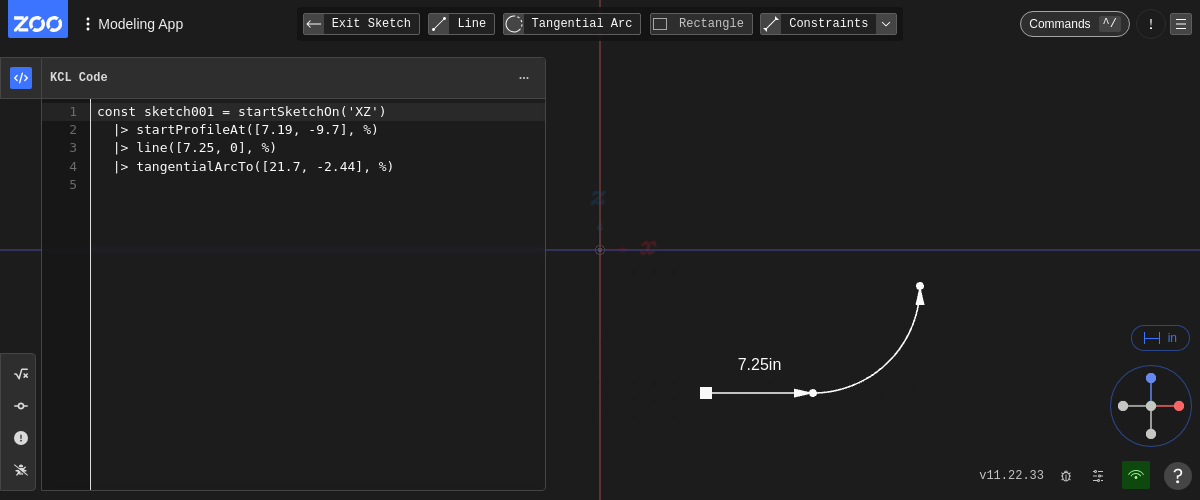 ZOO
Modeling App
Exit Sketch
Line
Tangential Arc
Rectangle
Constraints
Commands
^/
!
KCL Code
1 const sketch001 = startSketchOn('XZ')
2 |> startProfileAt([7.19, -9.7], %)
3 |> line([7.25, 0], %)
4 |> tangentialArcTo([21.7, -2.44], %)
5
z
x
7.25in
in
v11.22.33
?